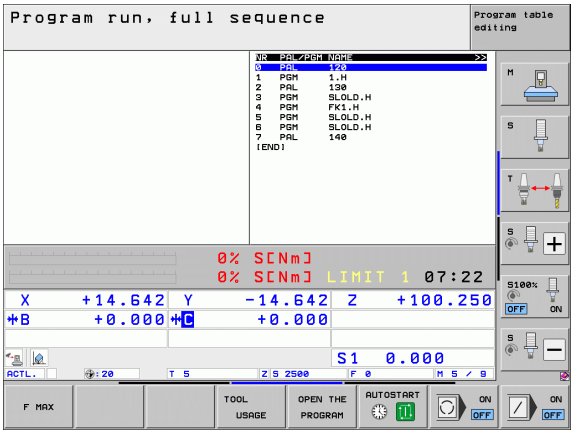 Program run, full sequence
Program table editing
NR PAL/PGM NAME >>
0 PAL 120
1 PGM 1.H
2 PAL 130
3 PGM SLOLD.H
4 PGM FK1.H
5 PGM SLOLD.H
6 PGM SLOLD.H
7 PAL 140
[END]
M
S
T
S
S100%
OFF ON
S
0% S[Nm]
0% S[Nm] LIMIT 1 07:22
X +14.642 Y -14.642 Z +100.250
B +0.000 C +0.000
S1 0.000
ACTL. : 20 T 5 Z S 2500 F 0 M 5 / 9
F MAX
TOOL USAGE
OPEN THE PROGRAM
AUTOSTART
ON OFF
ON OFF